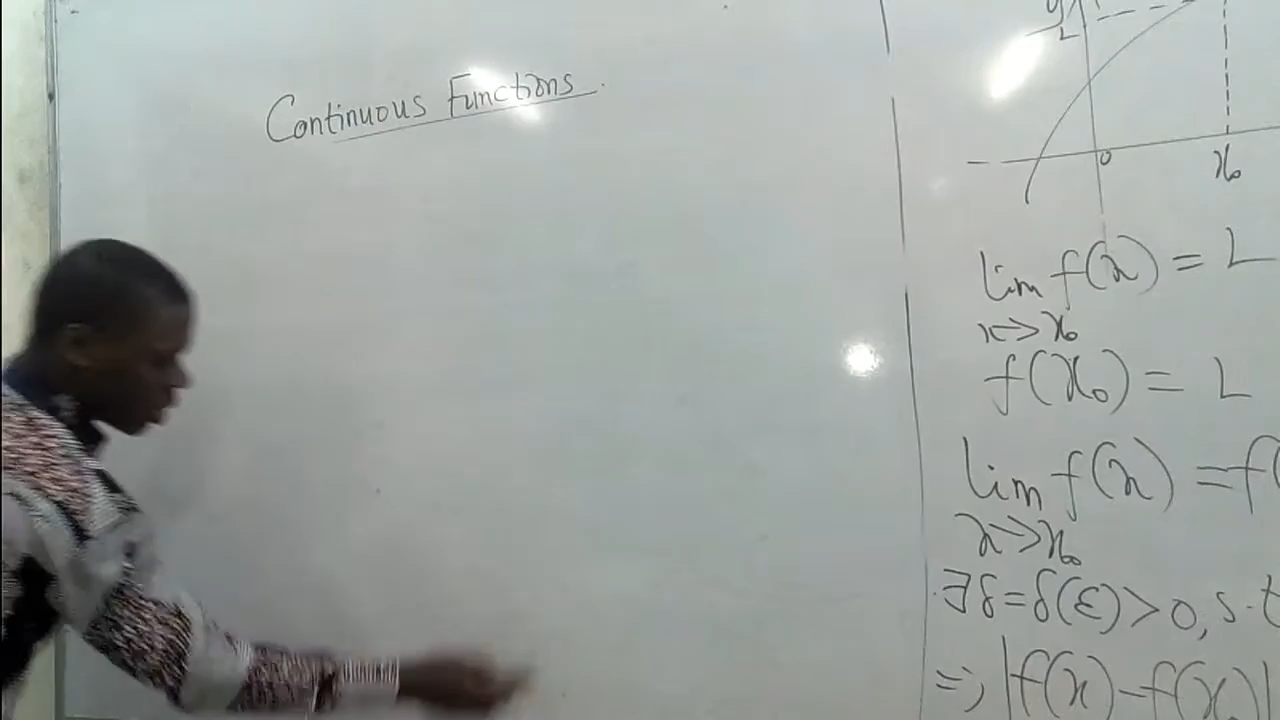 Continuous Functions.
y
L
0
x₀
lim f(x) = L
x→x₀
f(x₀) = L
lim f(x) = f(
x→x₀
∃δ=δ(ε)>0, s.t
⇒, |f(x)-f(x₀)|